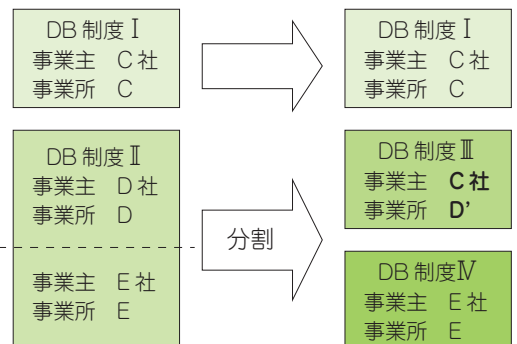 DB制度Ⅰ
事業主　C社
事業所　C
DB制度Ⅰ
事業主　C社
事業所　C
DB制度Ⅱ
事業主　D社
事業所　D
事業主　E社
事業所　E
分割
DB制度Ⅲ
事業主　C社
事業所　D’
DB制度Ⅳ
事業主　E社
事業所　E